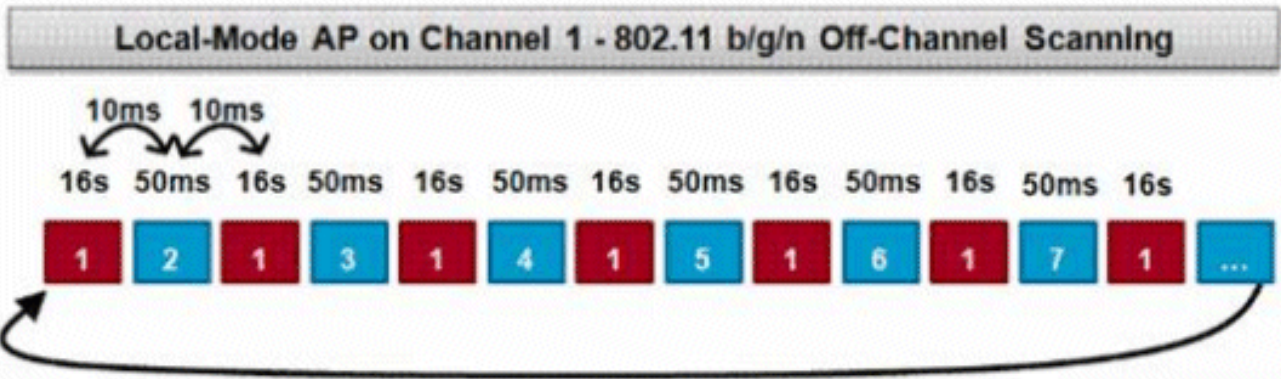 Local-Mode AP on Channel 1 - 802.11 b/g/n Off-Channel Scanning
10ms 10ms
16s 50ms 16s 50ms 16s 50ms 16s 50ms 16s 50ms 16s 50ms 16s
1 2 1 3 1 4 1 5 1 6 1 7 1 ...